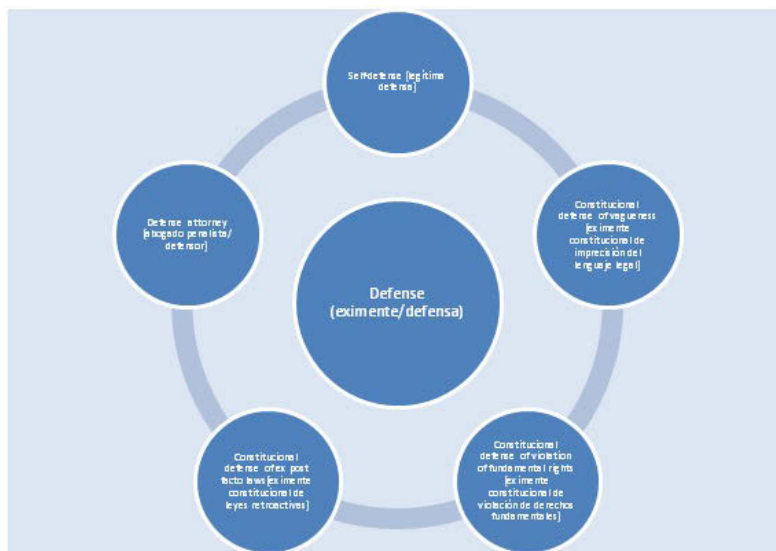 Self-defense (legítima
defensa)
Constitutional
defense of vagueness
(eximente
constitucional de
imprecisión del
lenguaje legal)
Constitutional
defense of violation
of fundamental rights
(eximente
constitucional de
violación de derechos
fundamentales)
Constitutional
defense of ex post
facto laws (eximente
constitucional de
leyes retroactivas)
Defense attorney
(abogado penalista/
defensor)
Defense
(eximente/defensa)